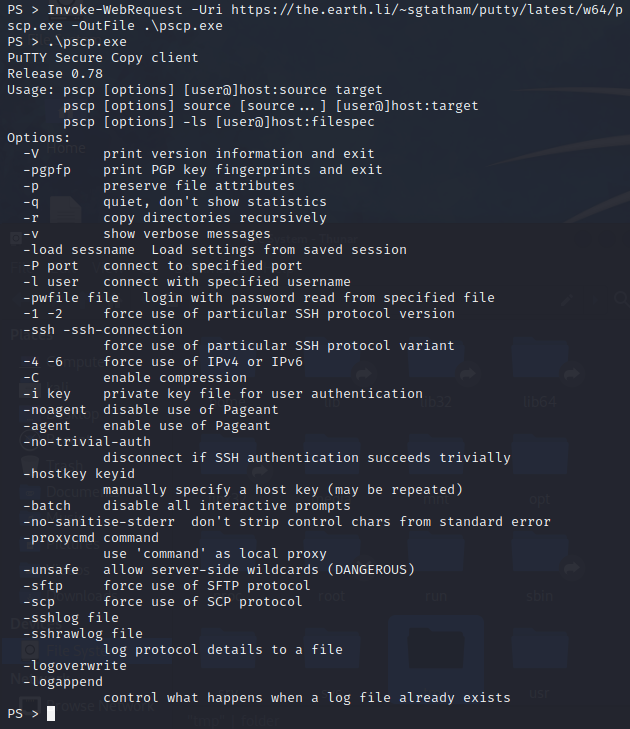 PS > Invoke-WebRequest -Uri https://the.earth.li/~sgtatham/putty/latest/w64/p
scp.exe -OutFile .\pscp.exe
PS > .\pscp.exe
PuTTY Secure Copy client
Release 0.78
Usage: pscp [options] [user@]host:source target
       pscp [options] source [source...] [user@]host:target
       pscp [options] -ls [user@]host:filespec
Options:
  -V        print version information and exit
  -pgpfp    print PGP key fingerprints and exit
  -p        preserve file attributes
  -q        quiet, don't show statistics
  -r        copy directories recursively
  -v        show verbose messages
  -load sessname  Load settings from saved session
  -P port   connect to specified port
  -l user   connect with specified username
  -pwfile file   login with password read from specified file
  -1 -2     force use of particular SSH protocol version
  -ssh -ssh-connection
            force use of particular SSH protocol variant
  -4 -6     force use of IPv4 or IPv6
  -C        enable compression
  -i key    private key file for user authentication
  -noagent  disable use of Pageant
  -agent    enable use of Pageant
  -no-trivial-auth
            disconnect if SSH authentication succeeds trivially
  -hostkey keyid
            manually specify a host key (may be repeated)
  -batch    disable all interactive prompts
  -no-sanitise-stderr  don't strip control chars from standard error
  -proxycmd command
            use 'command' as local proxy
  -unsafe   allow server-side wildcards (DANGEROUS)
  -sftp     force use of SFTP protocol
  -scp      force use of SCP protocol
  -sshlog file
  -sshrawlog file
            log protocol details to a file
  -logoverwrite
  -logappend
            control what happens when a log file already exists
PS >